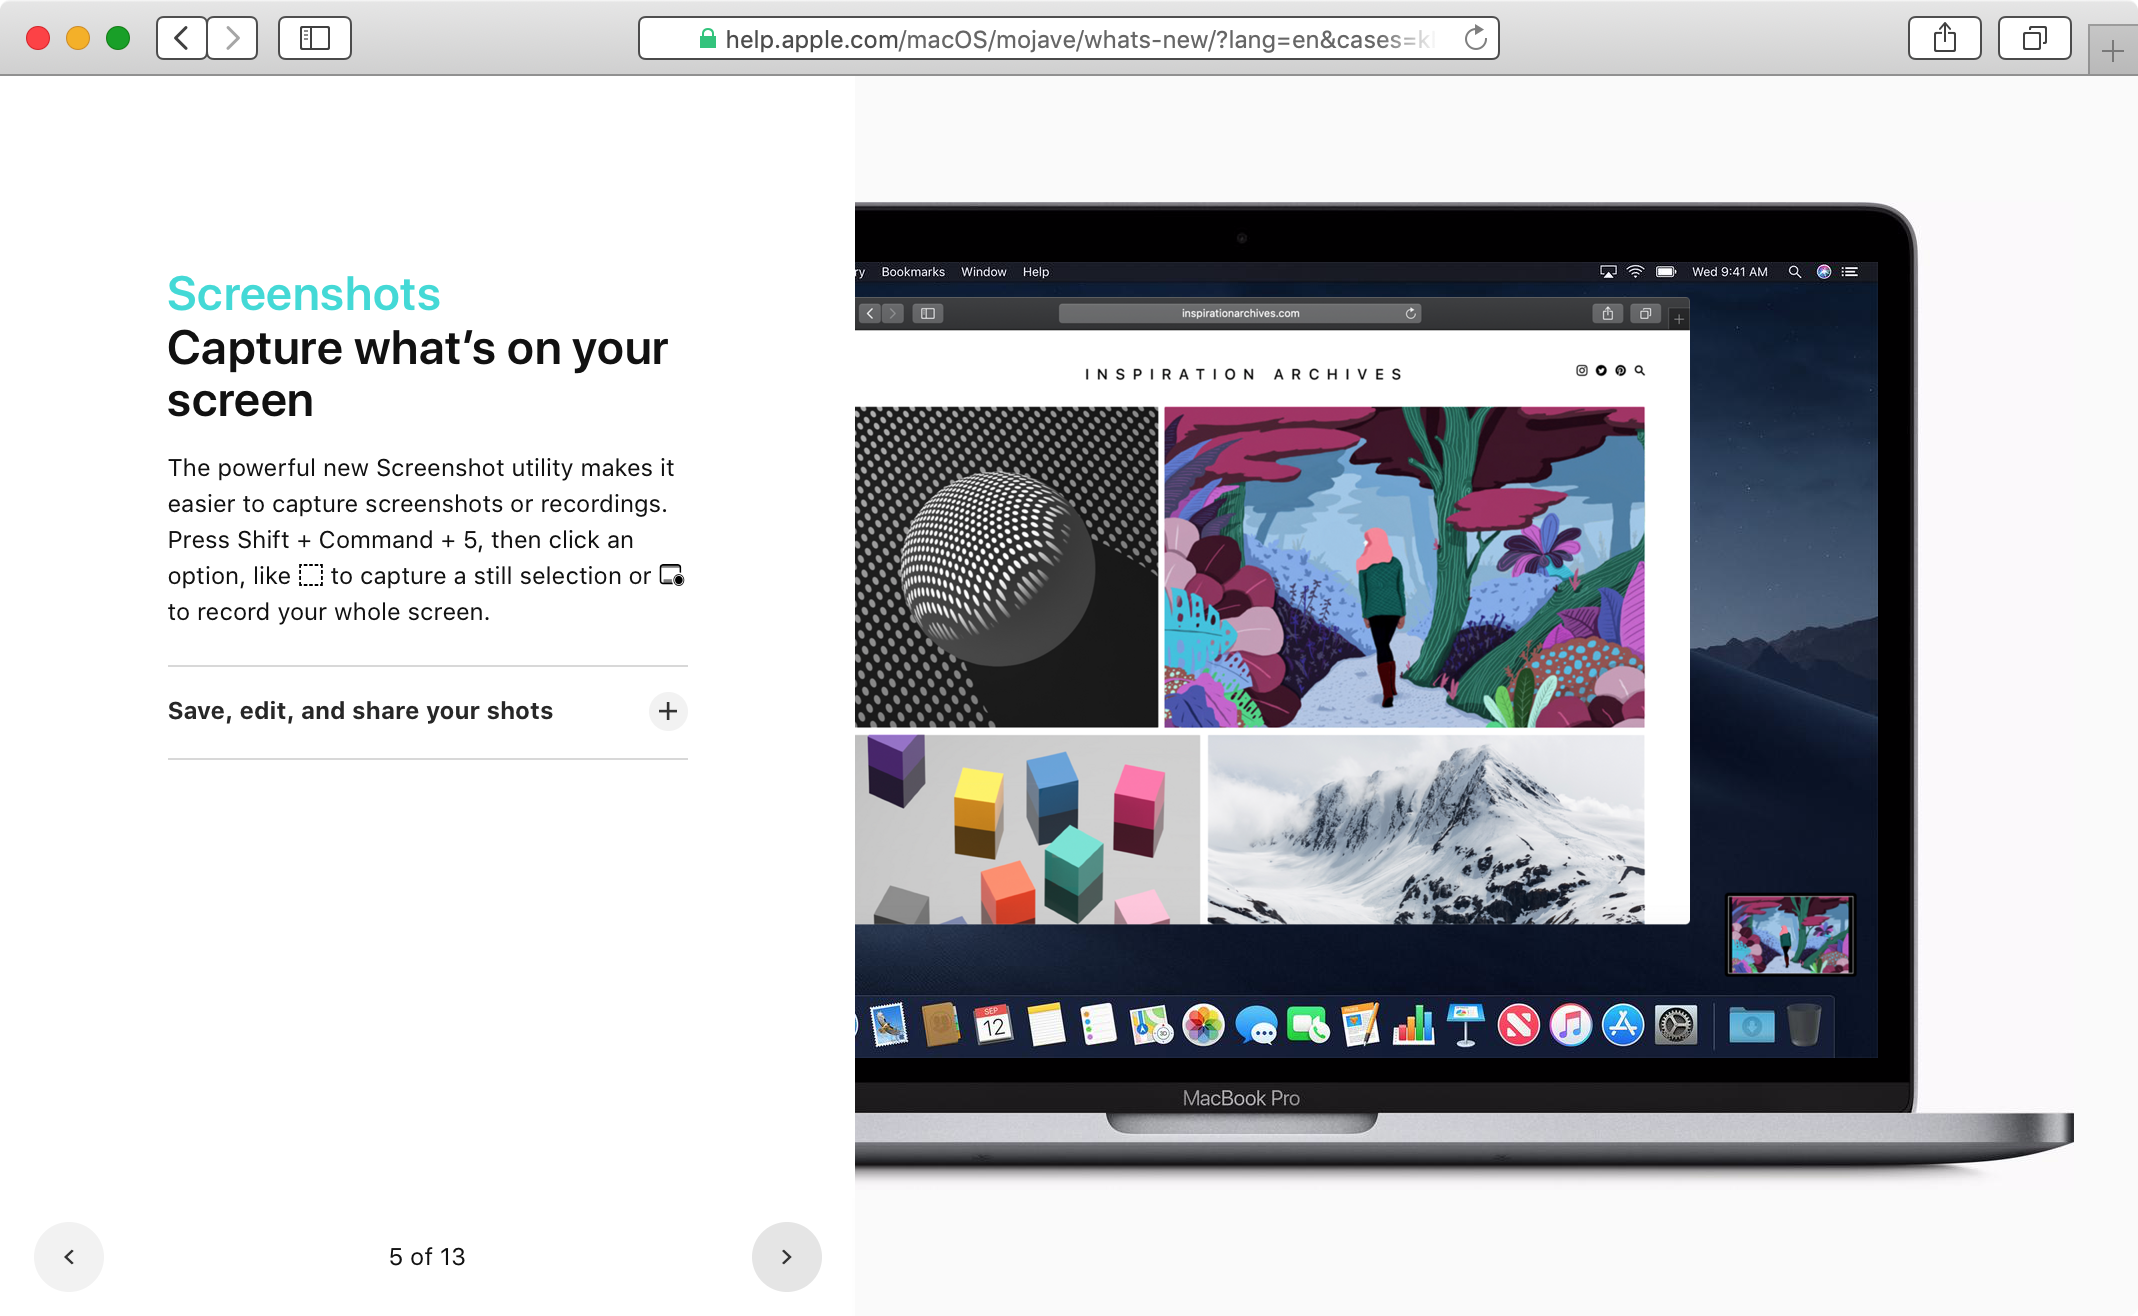 help.apple.com/macOS/mojave/whats-new/?lang=en&cases=k
Screenshots
Capture what’s on your
screen
The powerful new Screenshot utility makes it
easier to capture screenshots or recordings.
Press Shift + Command + 5, then click an
option, like to capture a still selection or
to record your whole screen.
Save, edit, and share your shots
5 of 13
ry Bookmarks Window Help Wed 9:41 AM
inspirationarchives.com
INSPIRATION ARCHIVES
SEP
12
3D
MacBook Pro